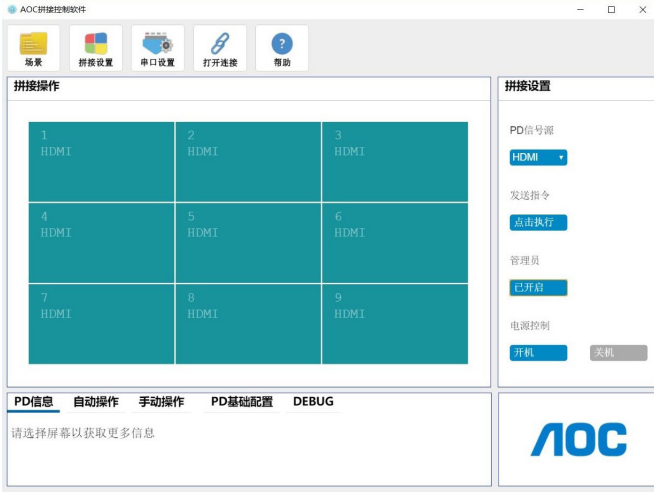 AOC拼接控制软件
场景 拼接设置 串口设置 打开连接 帮助
拼接操作
1
HDMI
2
HDMI
3
HDMI
4
HDMI
5
HDMI
6
HDMI
7
HDMI
8
HDMI
9
HDMI
拼接设置
PD信号源
HDMI
发送指令
点击执行
管理员
已开启
电源控制
开机 关机
PD信息 自动操作 手动操作 PD基础配置 DEBUG
请选择屏幕以获取更多信息
AOC